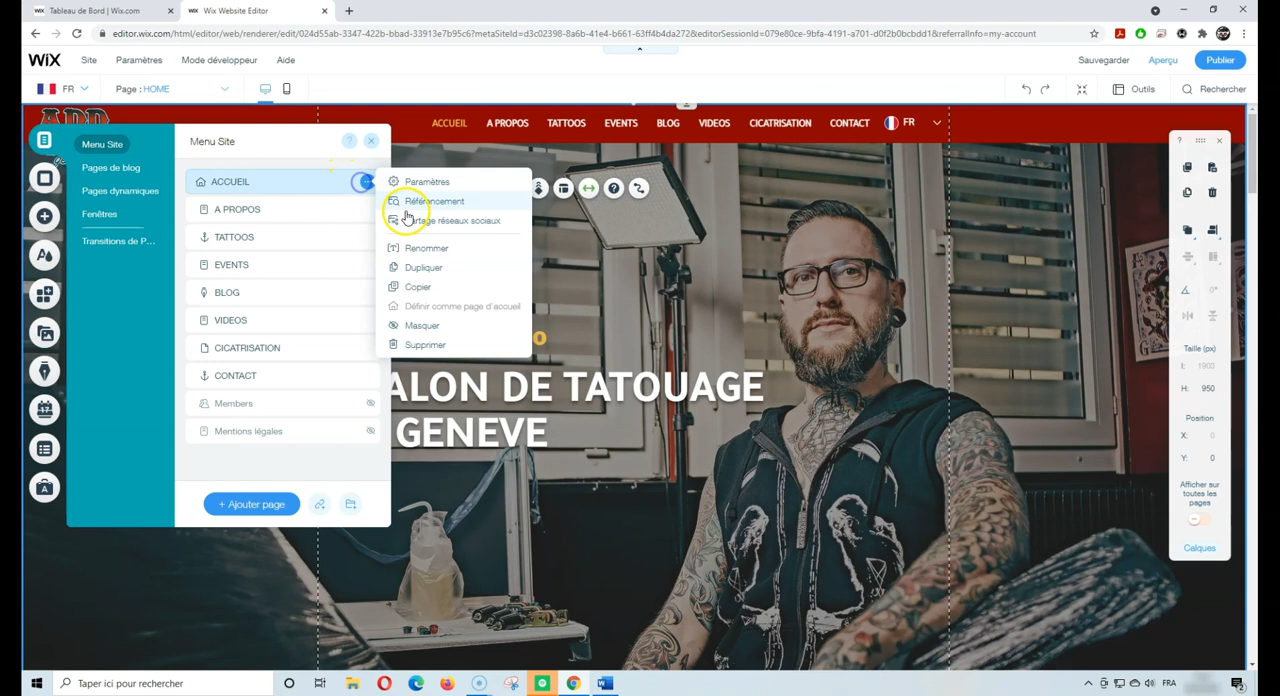 Tableau de Bord | Wix.com
Wix Website Editor
editor.wix.com/html/editor/web/renderer/edit/024d55ab-3347-422b-bbad-33913e7b95c6?metaSiteId=d3c02398-8a6b-41e4-b661-63ff4b4da272&editorSessionId=079e80ce-9bfa-4191-a701-d0f2b0bcbdd1&referralInfo=my-account
WiX
Site
Paramètres
Mode développeur
Aide
Sauvegarder
Aperçu
Publier
FR
Page : HOME
Outils
Rechercher
ACCUEIL
A PROPOS
TATTOOS
EVENTS
BLOG
VIDEOS
CICATRISATION
CONTACT
FR
Menu Site
Pages de blog
Pages dynamiques
Fenêtres
Transitions de P...
Menu Site
ACCUEIL
A PROPOS
TATTOOS
EVENTS
BLOG
VIDEOS
CICATRISATION
CONTACT
Members
Mentions légales
+ Ajouter page
Paramètres
Référencement
Partage réseaux sociaux
Renommer
Dupliquer
Copier
Définir comme page d'accueil
Masquer
Supprimer
ALON DE TATOUAGE
GENEVE
0°
Taille (px)
l: 1903
H: 950
Position
X: 0
Y: 0
Afficher sur
toutes les
pages
Calques
Taper ici pour rechercher
FRA
2